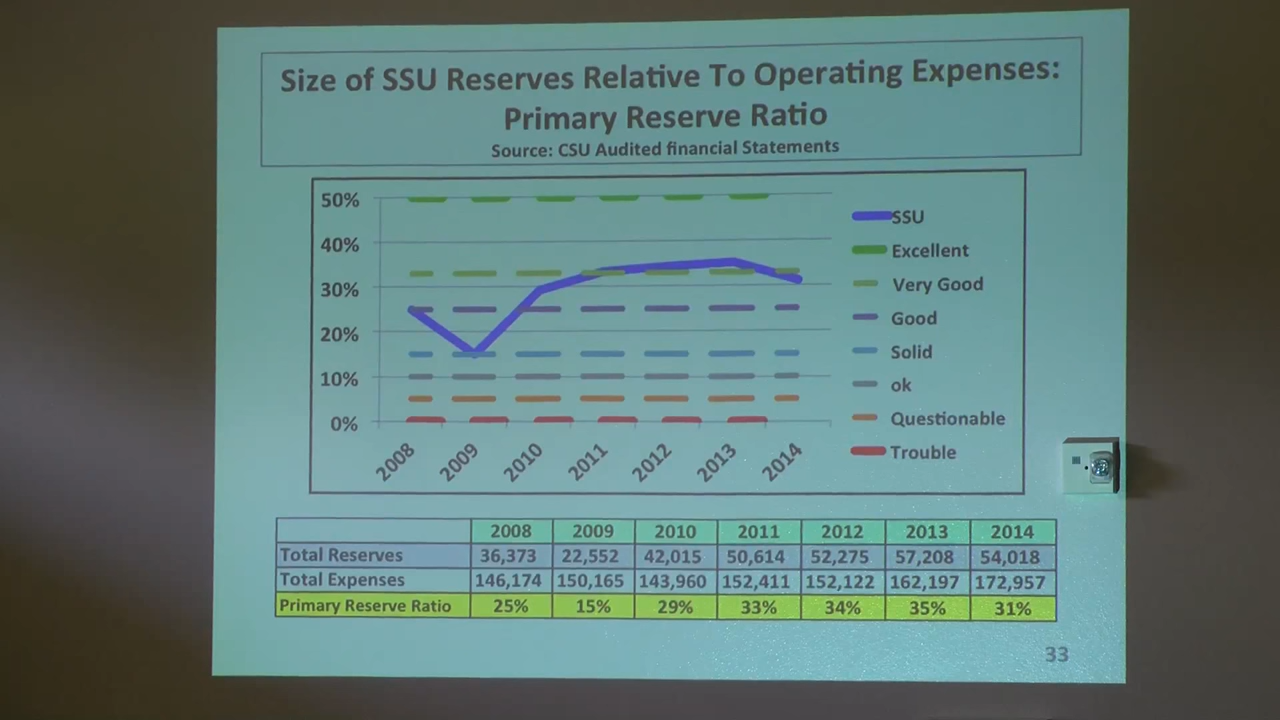 Size of SSU Reserves Relative To Operating Expenses:
Primary Reserve Ratio
Source: CSU Audited financial Statements
50%
40%
30%
20%
10%
0%
2008 2009 2010 2011 2012 2013 2014
SSU
Excellent
Very Good
Good
Solid
ok
Questionable
Trouble
2008 2009 2010 2011 2012 2013 2014
Total Reserves 36,373 22,552 42,015 50,614 52,275 57,208 54,018
Total Expenses 146,174 150,165 143,960 152,411 152,122 162,197 172,957
Primary Reserve Ratio 25% 15% 29% 33% 34% 35% 31%
33